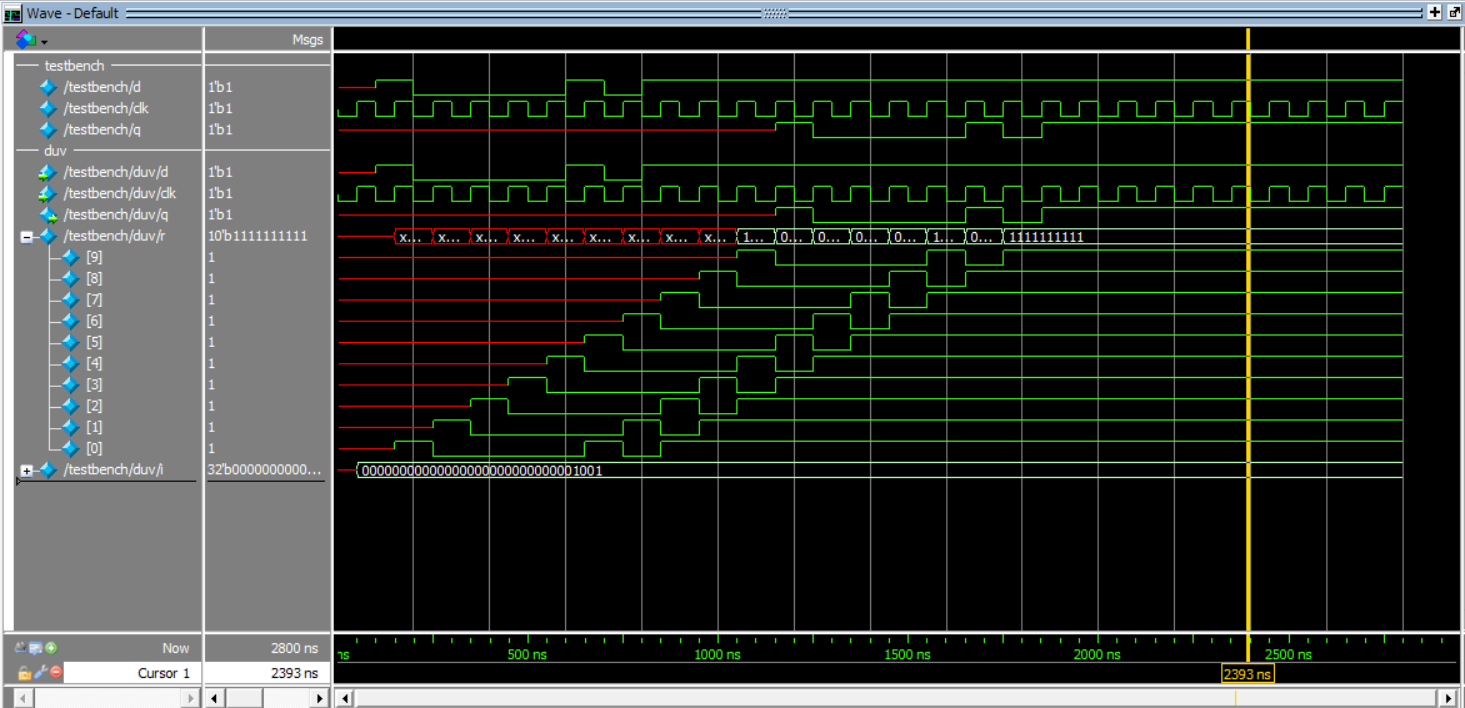 Wave - Default
Msgs
testbench
/testbench/d 1'b1
/testbench/clk 1'b1
/testbench/q 1'b1
duv
/testbench/duv/d 1'b1
/testbench/duv/clk 1'b1
/testbench/duv/q 1'b1
/testbench/duv/r 10'b1111111111 x... x... x... x... x... x... x... x... x... 1... 0... 0... 0... 0... 1... 0... 1111111111
[9] 1
[8] 1
[7] 1
[6] 1
[5] 1
[4] 1
[3] 1
[2] 1
[1] 1
[0] 1
/testbench/duv/i 32'b0000000000... 00000000000000000000000000001001
Now 2800 ns ns 500 ns 1000 ns 1500 ns 2000 ns 2500 ns
Cursor 1 2393 ns 2393 ns